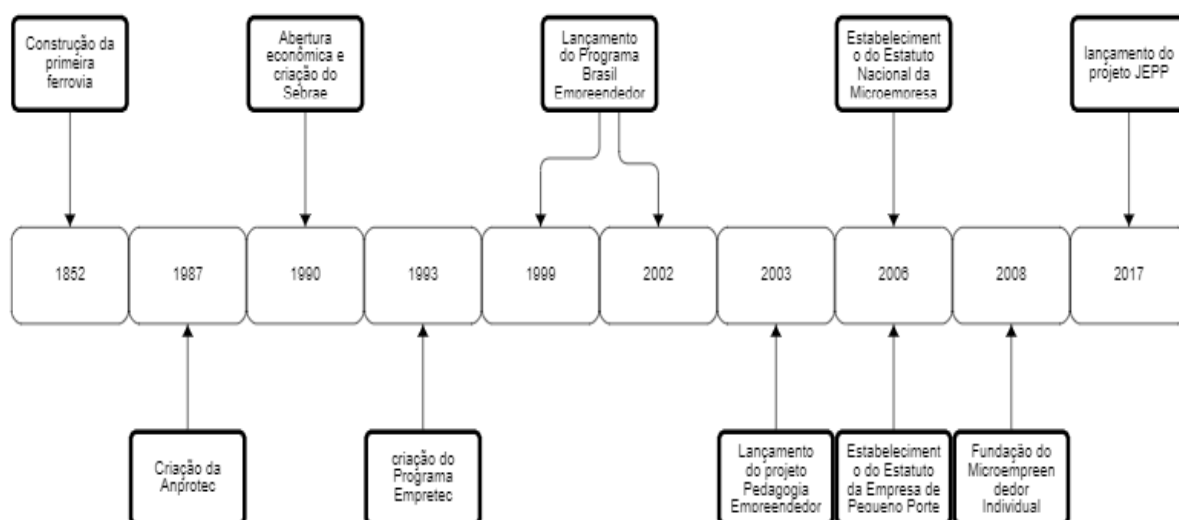 Construção da
primeira
ferrovia
Abertura
econômica e
criação do
Sebrae
Lançamento
do Programa
Brasil
Empreendedor
Estabeleciment
o do Estatuto
Nacional da
Microempresa
lançamento do
projeto JEPP
1852
1987
1990
1993
1999
2002
2003
2006
2008
2017
Criação da
Anprotec
criação do
Programa
Empretec
Lançamento
do projeto
Pedagogia
Empreendedor
Estabeleciment
o do Estatuto
da Empresa de
Pequeno Porte
Fundação do
Microempreen
dedor
Individual